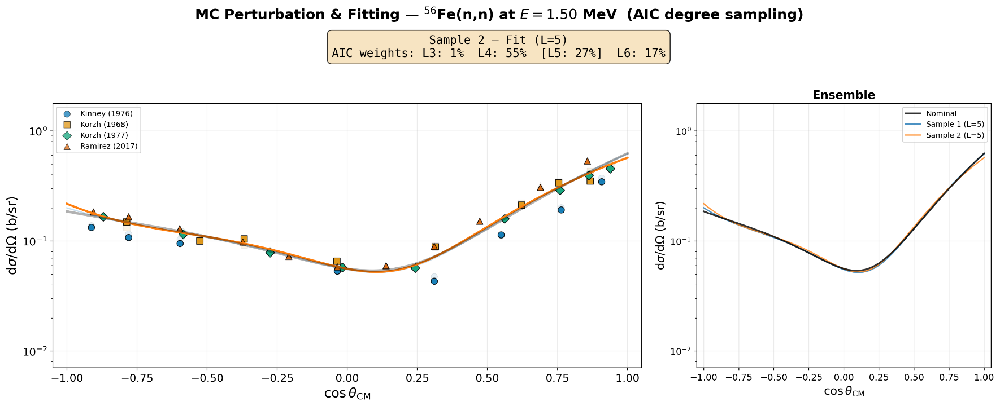 MC Perturbation & Fitting — ⁵⁶Fe(n,n) at E = 1.50 MeV (AIC degree sampling)
Sample 2 — Fit (L=5)
AIC weights: L3: 1% L4: 55% [L5: 27%] L6: 17%
Kinney (1976)
Korzh (1968)
Korzh (1977)
Ramirez (2017)
10⁰
10⁻¹
10⁻²
dσ/dΩ (b/sr)
−1.00 −0.75 −0.50 −0.25 0.00 0.25 0.50 0.75 1.00
cos θ_CM
Ensemble
Nominal
Sample 1 (L=5)
Sample 2 (L=5)
10⁰
10⁻¹
10⁻²
dσ/dΩ (b/sr)
−1.00 −0.75 −0.50 −0.25 0.00 0.25 0.50 0.75 1.00
cos θ_CM